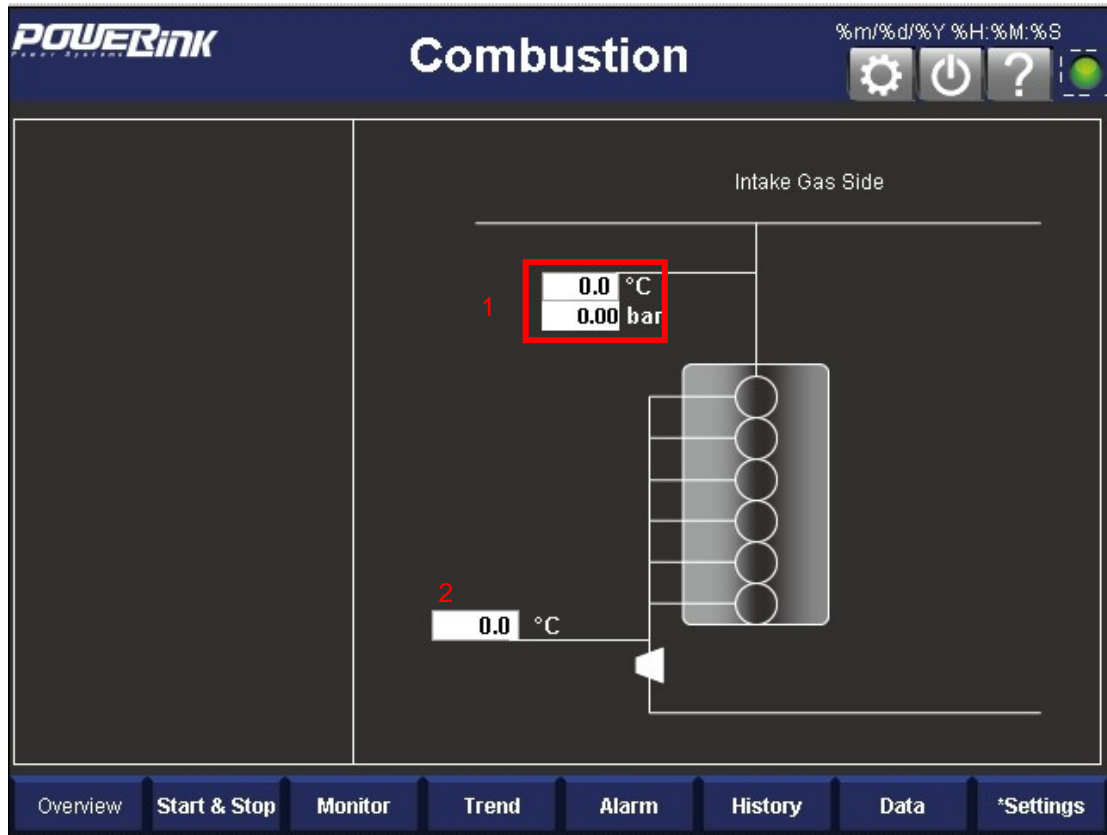 POWERINK
Power Systems
Combustion
%m/%d/%Y %H:%M:%S
?
Intake Gas Side
1
0.0 °C
0.00 bar
2
0.0 °C
Overview Start & Stop Monitor Trend Alarm History Data *Settings